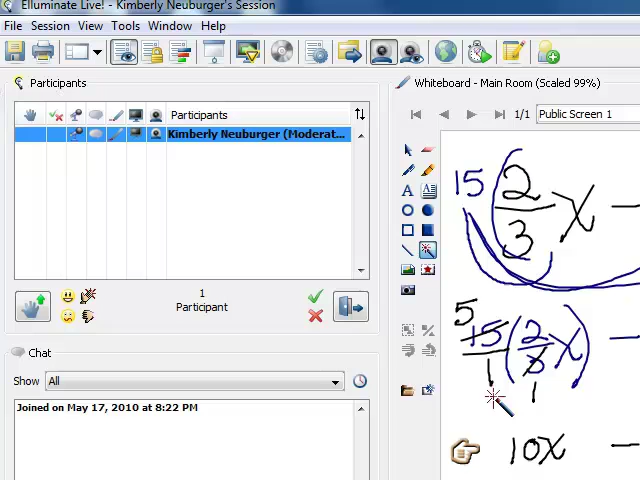 Elluminate Live! - Kimberly Neuburger's Session
File Session View Tools Window Help
Participants
Participants
Kimberly Neuburger (Moderat...
1
Participant
Chat
Show All
Joined on May 17, 2010 at 8:22 PM
Whiteboard - Main Room (Scaled 99%)
1/1 Public Screen 1
A
15(2/3 x) —
5
15/1 (2/3 x) —
1
10x —